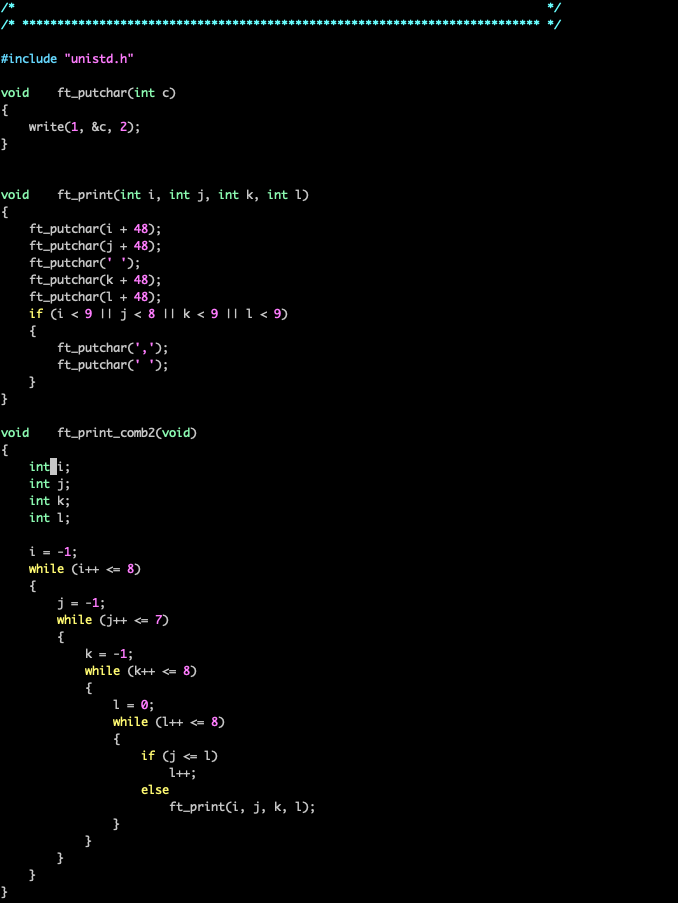 /*                                                                            */
/* ************************************************************************** */
#include "unistd.h"
void    ft_putchar(int c)
{
    write(1, &c, 2);
}
void    ft_print(int i, int j, int k, int l)
{
    ft_putchar(i + 48);
    ft_putchar(j + 48);
    ft_putchar(' ');
    ft_putchar(k + 48);
    ft_putchar(l + 48);
    if (i < 9 || j < 8 || k < 9 || l < 9)
    {
        ft_putchar(',');
        ft_putchar(' ');
    }
}
void    ft_print_comb2(void)
{
    int i;
    int j;
    int k;
    int l;
    i = -1;
    while (i++ <= 8)
    {
        j = -1;
        while (j++ <= 7)
        {
            k = -1;
            while (k++ <= 8)
            {
                l = 0;
                while (l++ <= 8)
                {
                    if (j <= l)
                        l++;
                    else
                        ft_print(i, j, k, l);
                }
            }
        }
    }
}